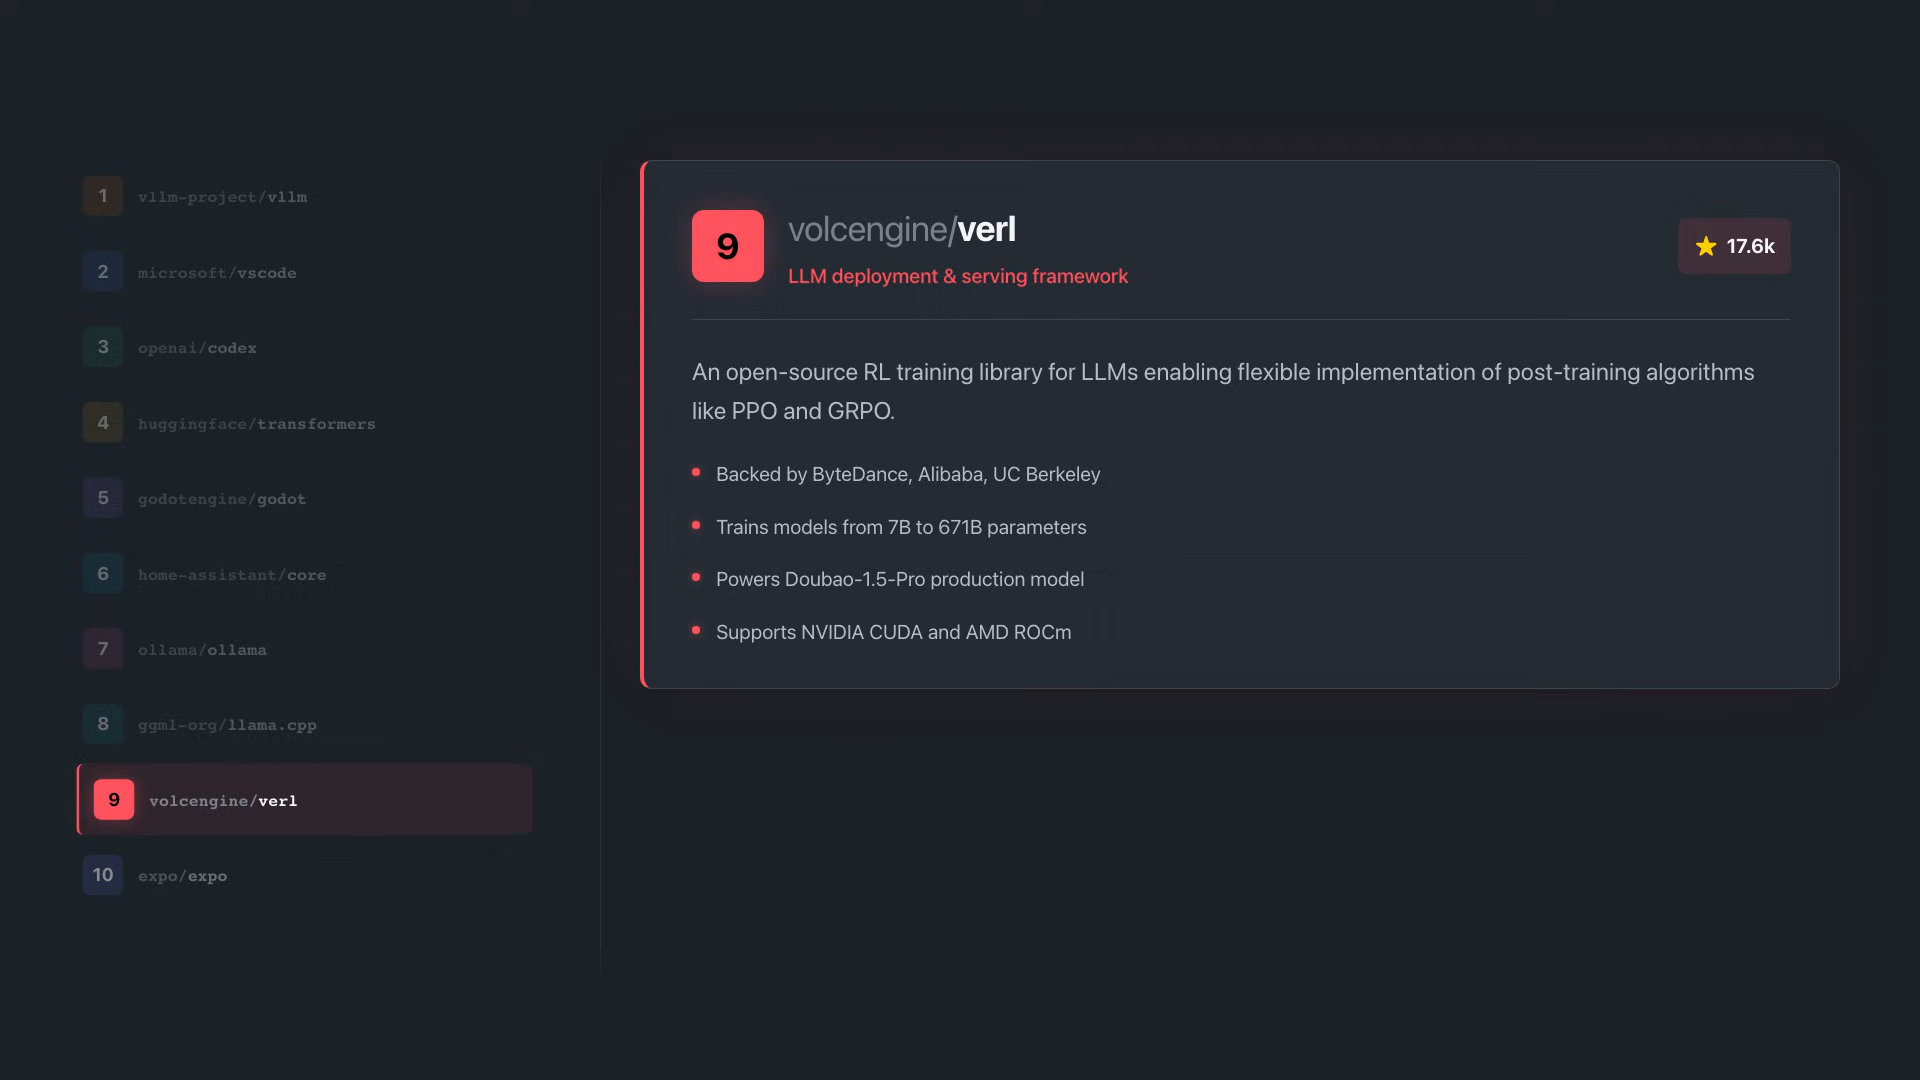 1
vllm-project/vllm
2
microsoft/vscode
3
openai/codex
4
huggingface/transformers
5
godotengine/godot
6
home-assistant/core
7
ollama/ollama
8
ggml-org/llama.cpp
9
volcengine/verl
10
expo/expo
9
volcengine/verl
LLM deployment & serving framework
17.6k
An open-source RL training library for LLMs enabling flexible implementation of post-training algorithms
like PPO and GRPO.
Backed by ByteDance, Alibaba, UC Berkeley
Trains models from 7B to 671B parameters
Powers Doubao-1.5-Pro production model
Supports NVIDIA CUDA and AMD ROCm